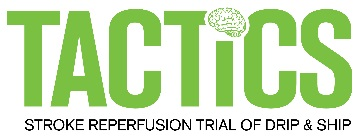 TACTiCS
STROKE REPERFUSION TRIAL OF DRIP & SHIP